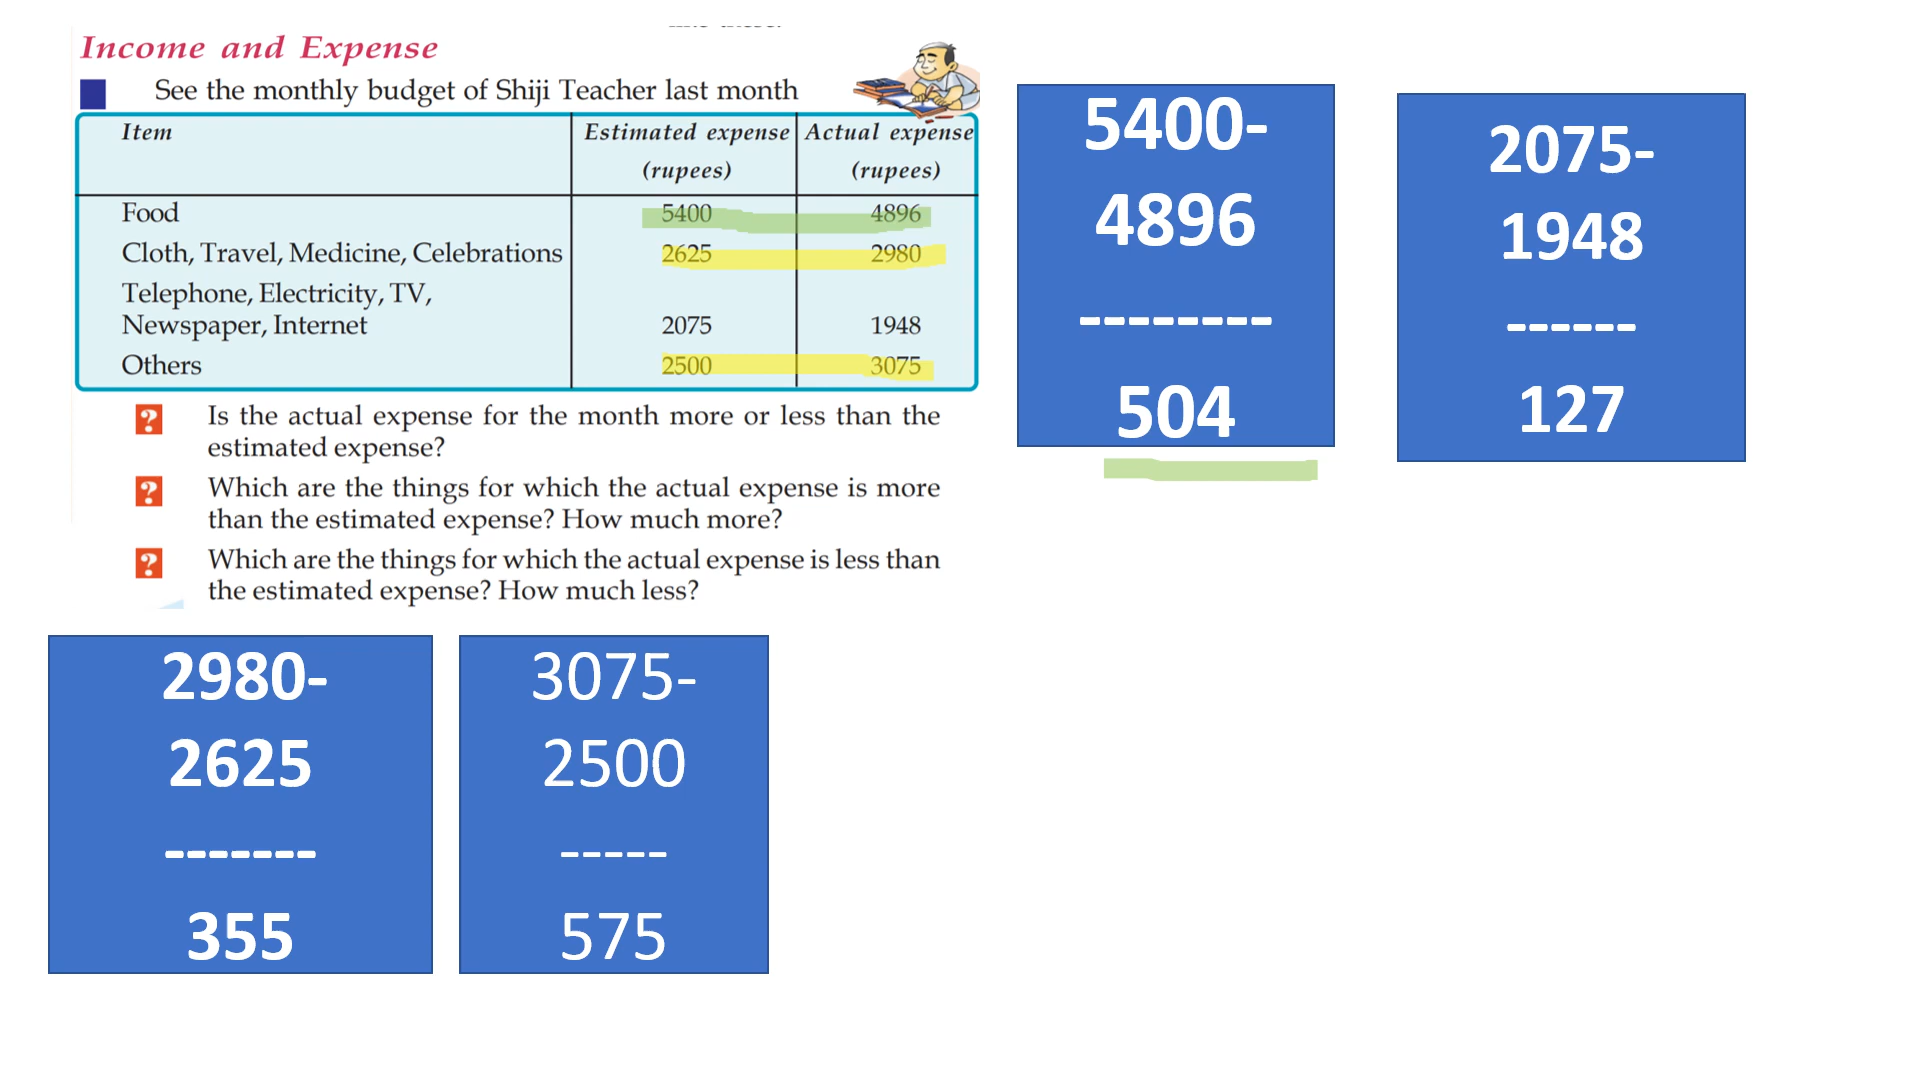 Income and Expense
See the monthly budget of Shiji Teacher last month
Item Estimated expense Actual expense
(rupees) (rupees)
Food 5400 4896
Cloth, Travel, Medicine, Celebrations 2625 2980
Telephone, Electricity, TV,
Newspaper, Internet 2075 1948
Others 2500 3075
? Is the actual expense for the month more or less than the
estimated expense?
? Which are the things for which the actual expense is more
than the estimated expense? How much more?
? Which are the things for which the actual expense is less than
the estimated expense? How much less?
5400-
4896
--------
504
2075-
1948
------
127
2980-
2625
-------
355
3075-
2500
-----
575